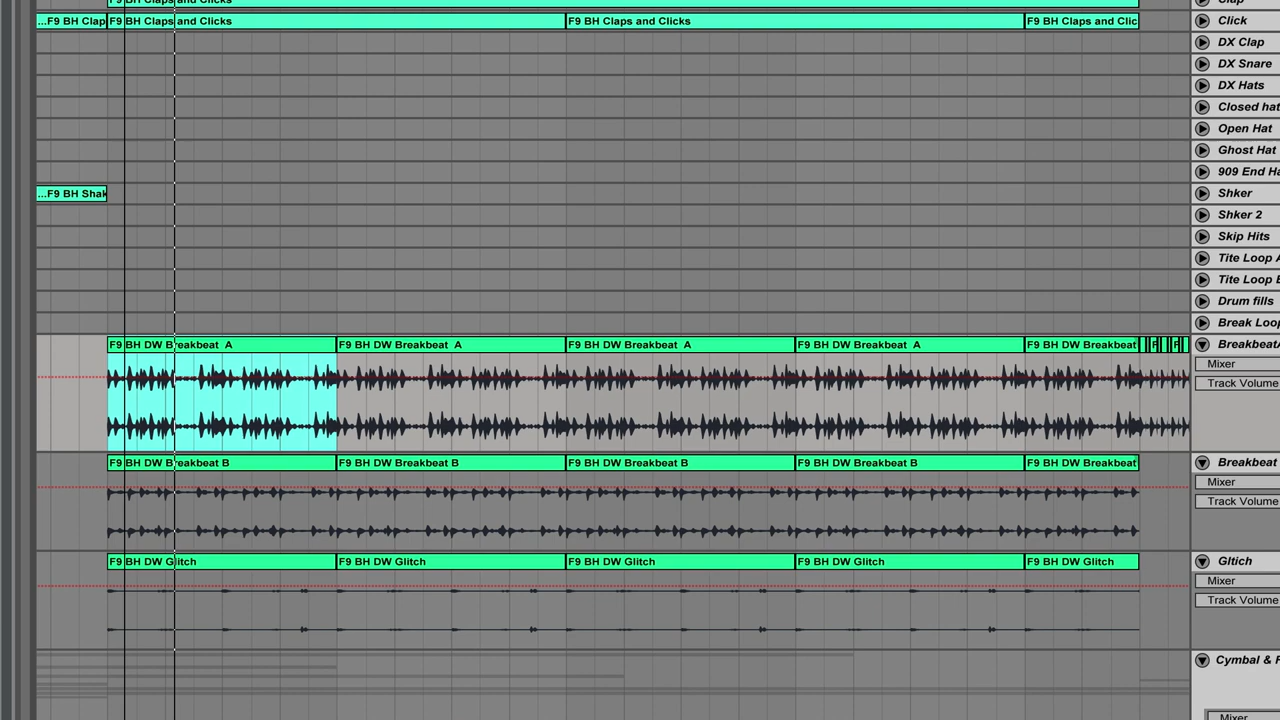 F9 BH Claps and Clicks Clap
...F9 BH Clap F9 BH Claps and Clicks F9 BH Claps and Clicks F9 BH Claps and Clic Click
DX Clap
DX Snare
DX Hats
Closed hat
Open Hat
Ghost Hat
909 End Ha
...F9 BH Shak Shker
Shker 2
Skip Hits
Tite Loop A
Tite Loop B
Drum fills
Break Loop
F9 BH DW Breakbeat A F9 BH DW Breakbeat A F9 BH DW Breakbeat A F9 BH DW Breakbeat A F9 BH DW Breakbeat BreakbeatA
Mixer
Track Volume
F9 BH DW Breakbeat B F9 BH DW Breakbeat B F9 BH DW Breakbeat B F9 BH DW Breakbeat B F9 BH DW Breakbeat Breakbeat
Mixer
Track Volume
F9 BH DW Glitch F9 BH DW Glitch F9 BH DW Glitch F9 BH DW Glitch F9 BH DW Glitch Gltich
Mixer
Track Volume
Cymbal & F
Mixer